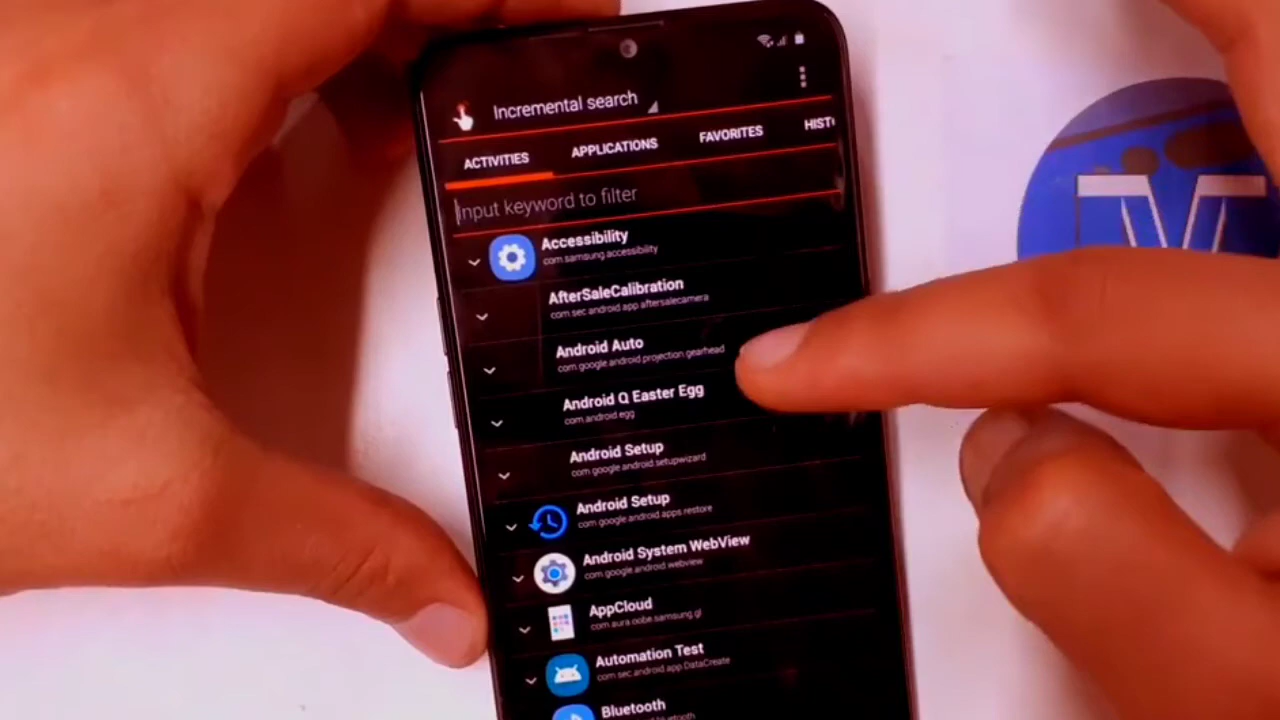 Incremental search
ACTIVITIES APPLICATIONS FAVORITES HIST
Input keyword to filter
Accessibility
com.samsung.accessibility
AfterSaleCalibration
com.sec.android.app.aftersalecamera
Android Auto
com.google.android.projection.gearhead
Android Q Easter Egg
com.android.egg
Android Setup
com.google.android.setupwizard
Android Setup
com.google.android.apps.restore
Android System WebView
com.google.android.webview
AppCloud
com.aura.oobe.samsung.gl
Automation Test
com.sec.android.app.DataCreate
Bluetooth